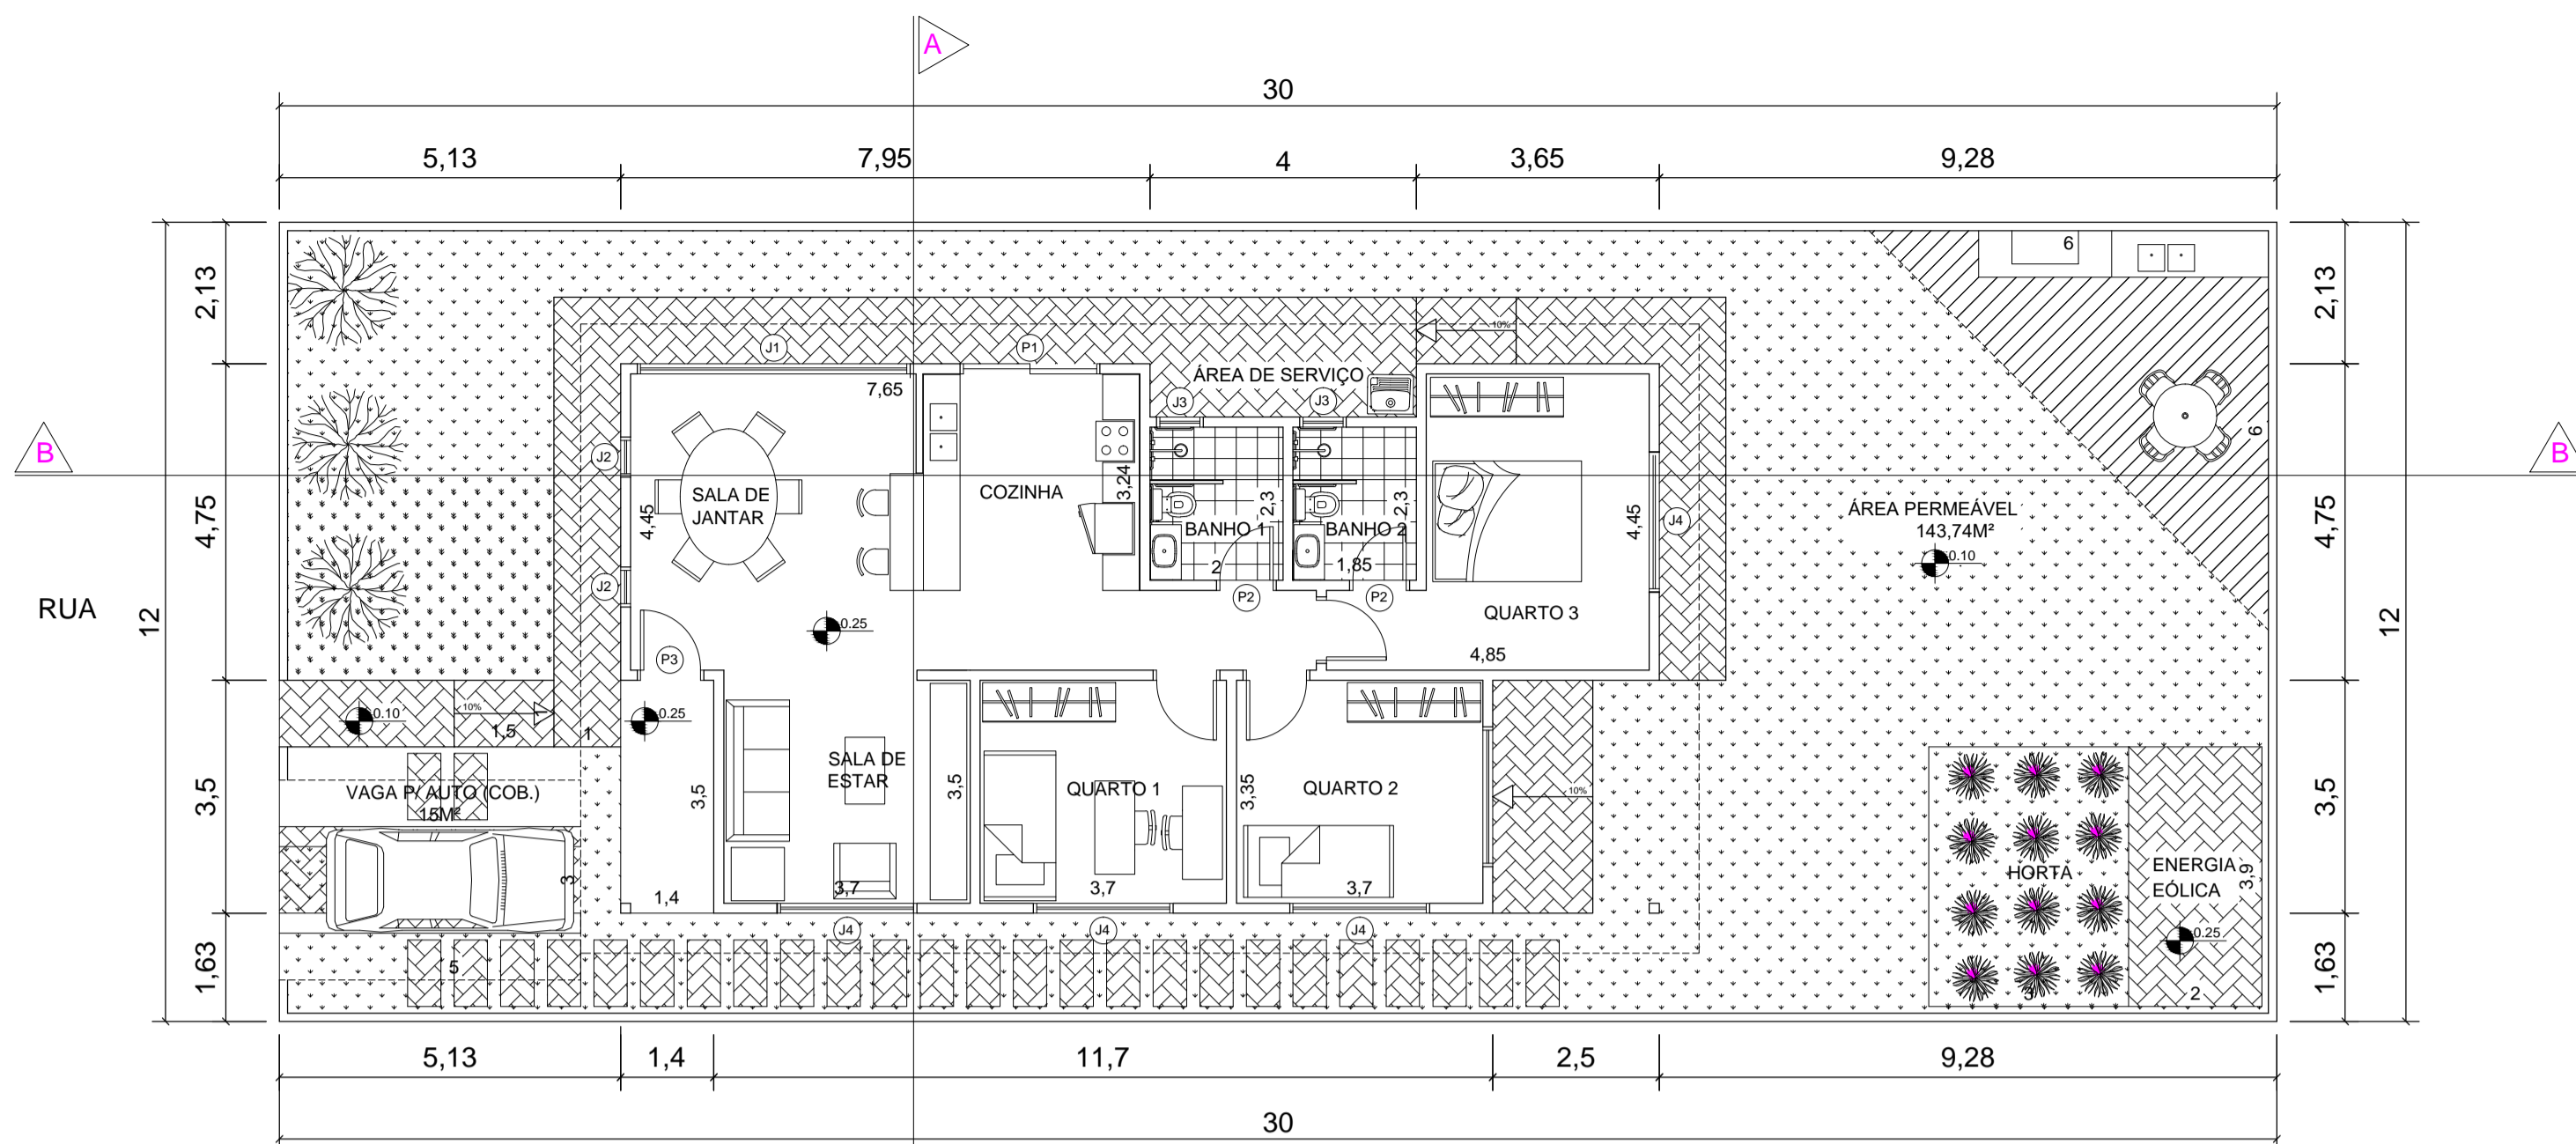 A
30
5,13
7,95
4
3,65
9,28
2,13
2,13
6
J1
P1
10%
ÁREA DE SERVIÇO
7,65
J3
J3
B
B
J2
SALA DE
JANTAR
4,45
COZINHA
3,24
2,3
BANHO 1
2
2,3
BANHO 2
1,85
4,45
J4
6
ÁREA PERMEÁVEL
143,74M²
0.10
4,75
4,75
J2
RUA
12
12
P2
P2
QUARTO 3
0.25
P3
4,85
0.10
10%
1
1,5
1
0.25
SALA DE
ESTAR
3,5
3,5
QUARTO 1
3,35
QUARTO 2
10%
3,5
3,5
VAGA P/ AUTO (COB.)
15M²
3
1,4
3,7
3,7
3,7
HORTA
ENERGIA
EÓLICA
3,9
0.25
J4
J4
J4
5
3
2
1,63
1,63
5,13
1,4
11,7
2,5
9,28
30